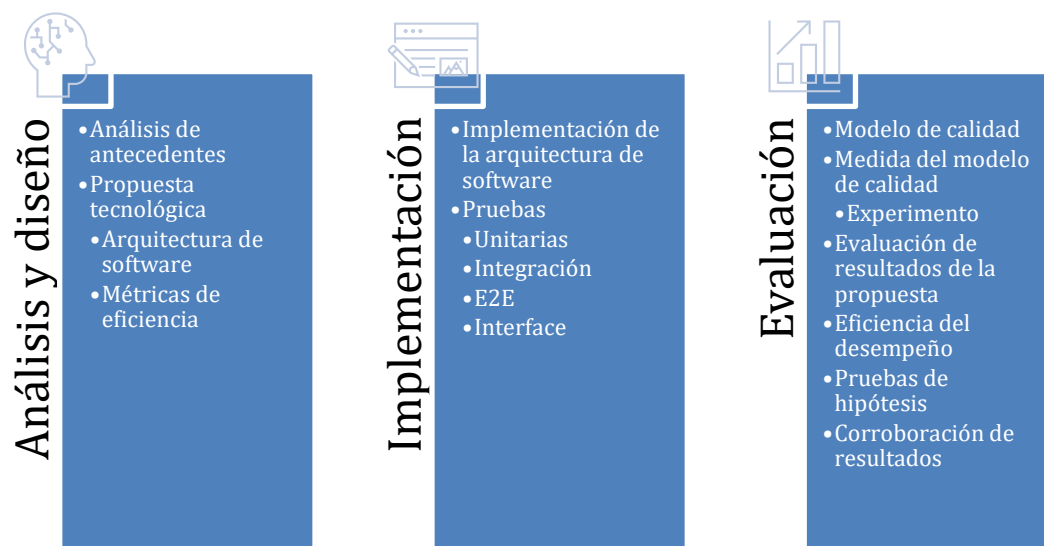 Análisis y diseño
•Análisis de
antecedentes
•Propuesta
tecnológica
•Arquitectura de
software
•Métricas de
eficiencia
Implementación
•Implementación de
la arquitectura de
software
•Pruebas
•Unitarias
•Integración
•E2E
•Interface
Evaluación
•Modelo de calidad
•Medida del modelo
de calidad
•Experimento
•Evaluación de
resultados de la
propuesta
•Eficiencia del
desempeño
•Pruebas de
hipótesis
•Corroboración de
resultados